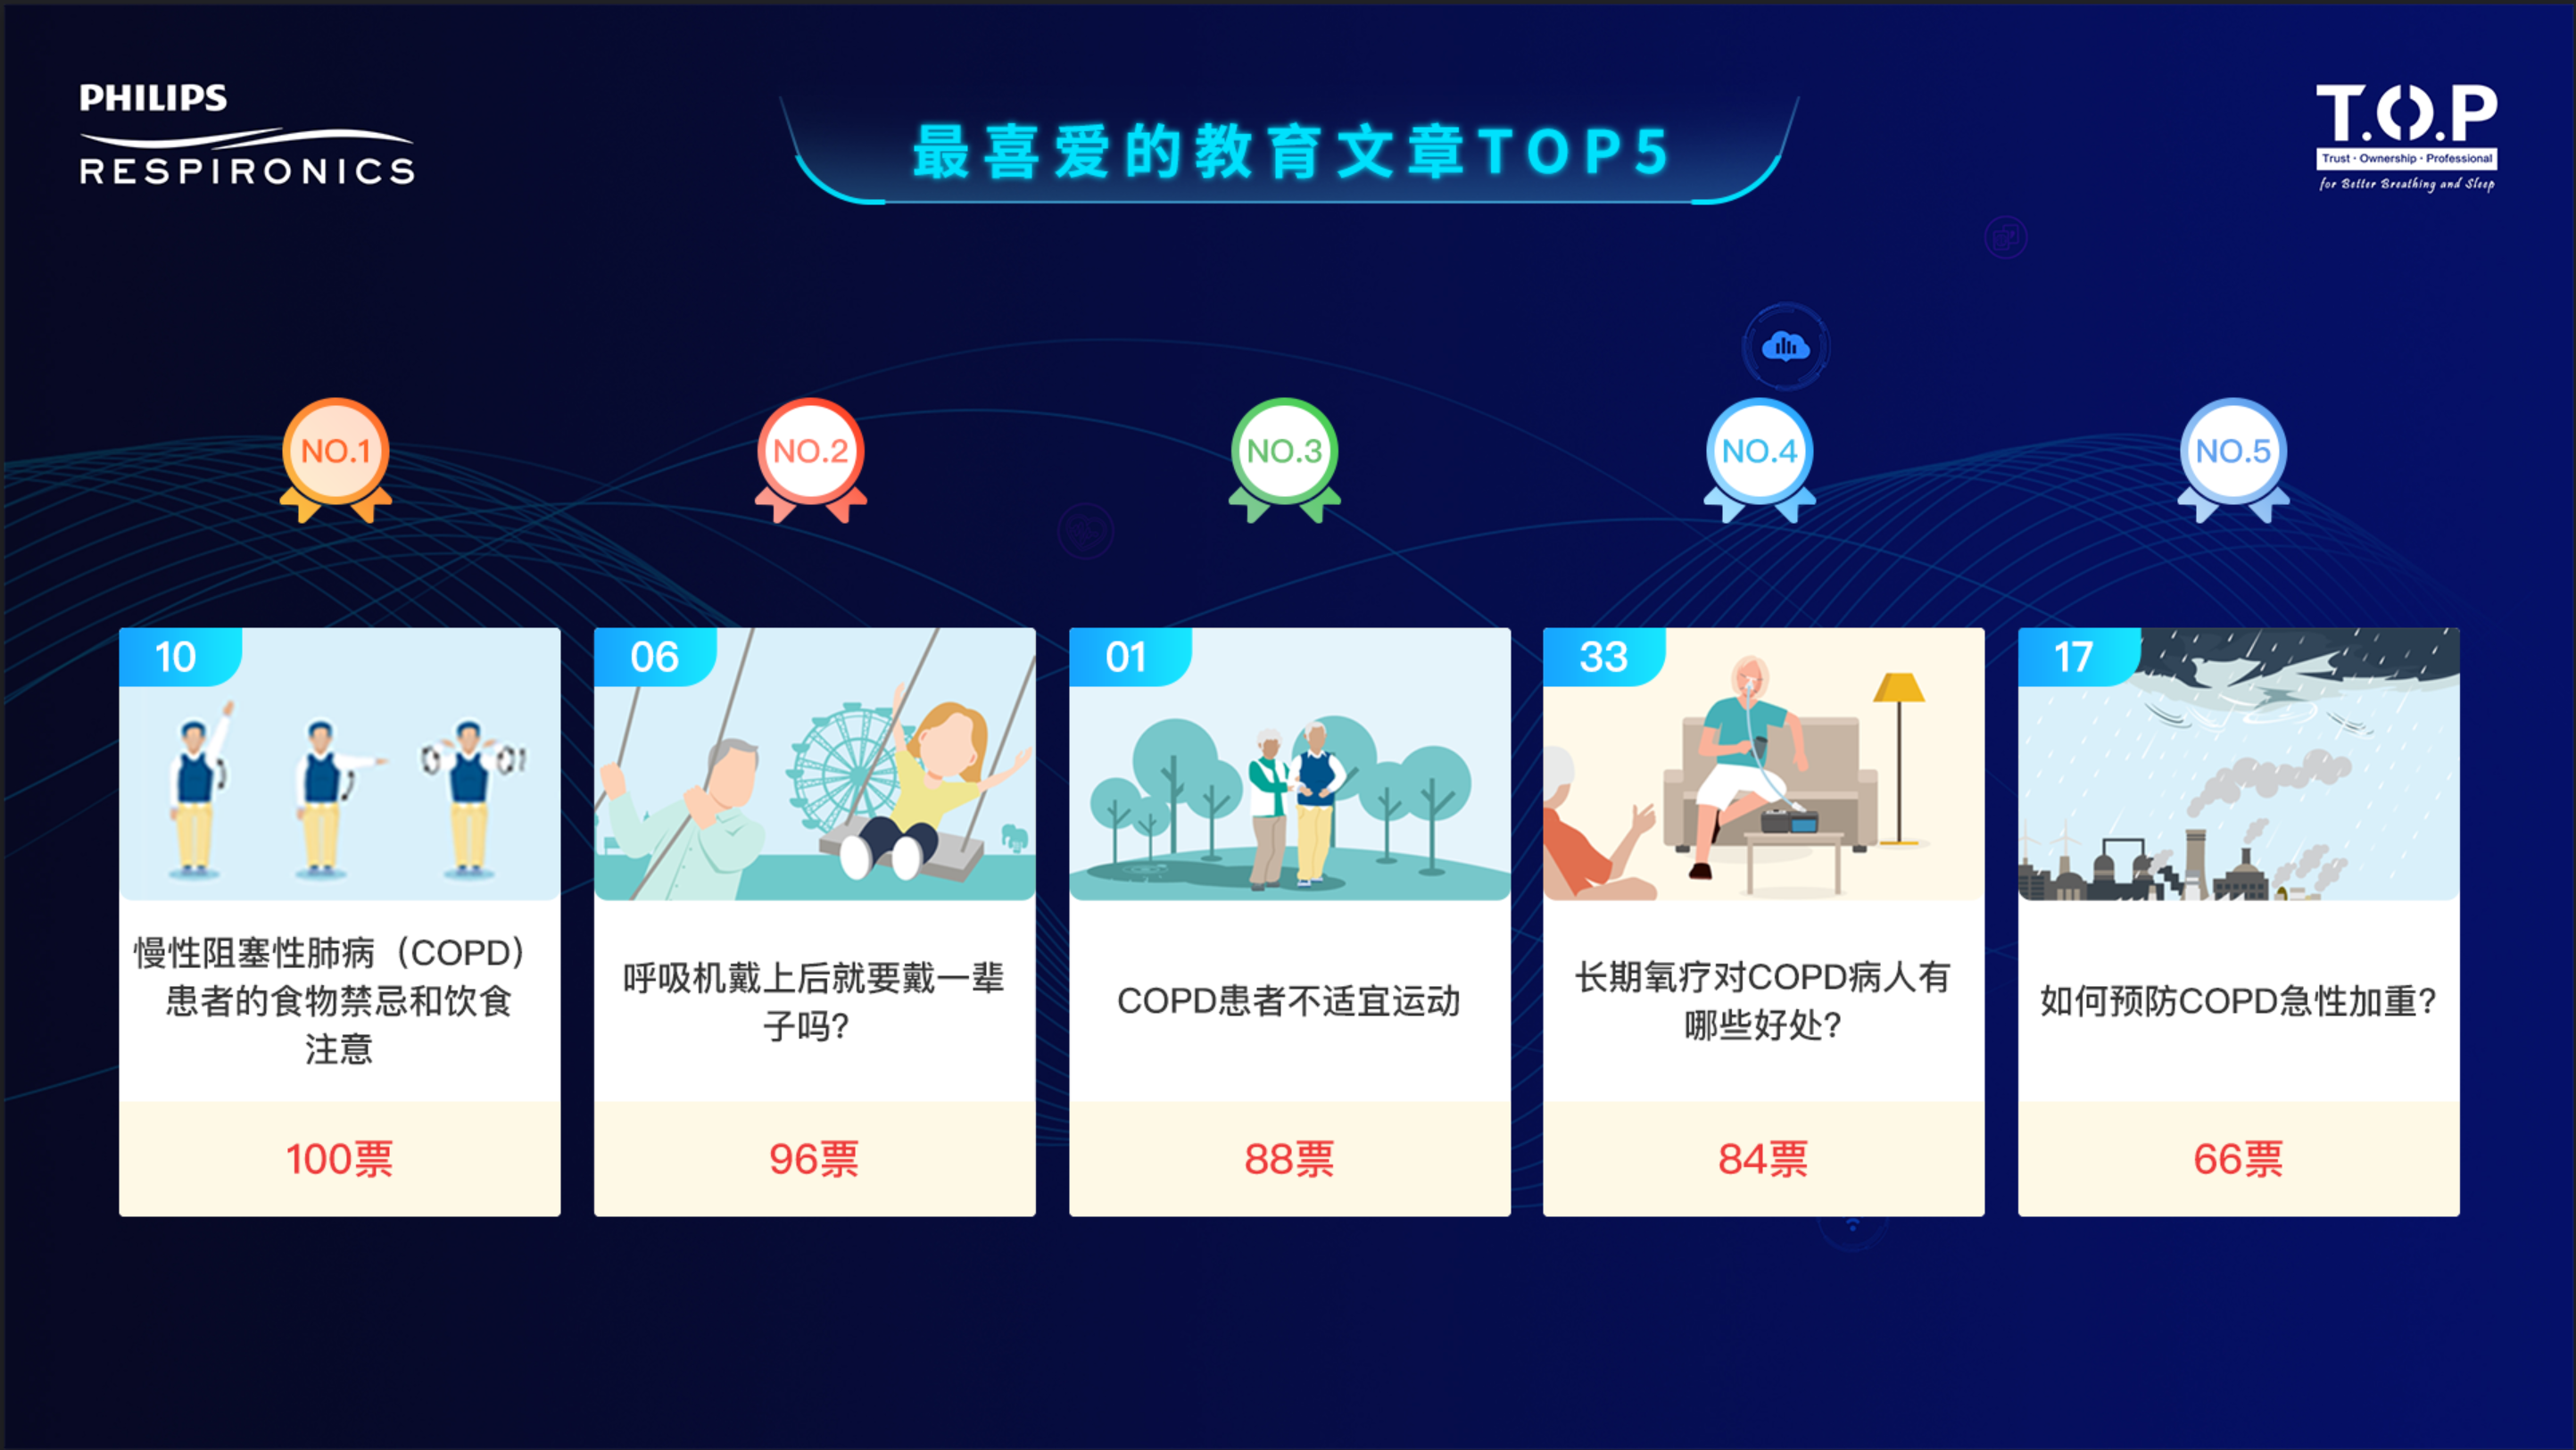 PHILIPS
RESPIRONICS
最喜爱的教育文章TOP5
T.O.P
Trust · Ownership · Professional
for Better Breathing and Sleep
NO.1
NO.2
NO.3
NO.4
NO.5
10
慢性阻塞性肺病（COPD）
患者的食物禁忌和饮食
注意
100票
06
呼吸机戴上后就要戴一辈
子吗?
96票
01
COPD患者不适宜运动
88票
33
长期氧疗对COPD病人有
哪些好处?
84票
17
如何预防COPD急性加重?
66票